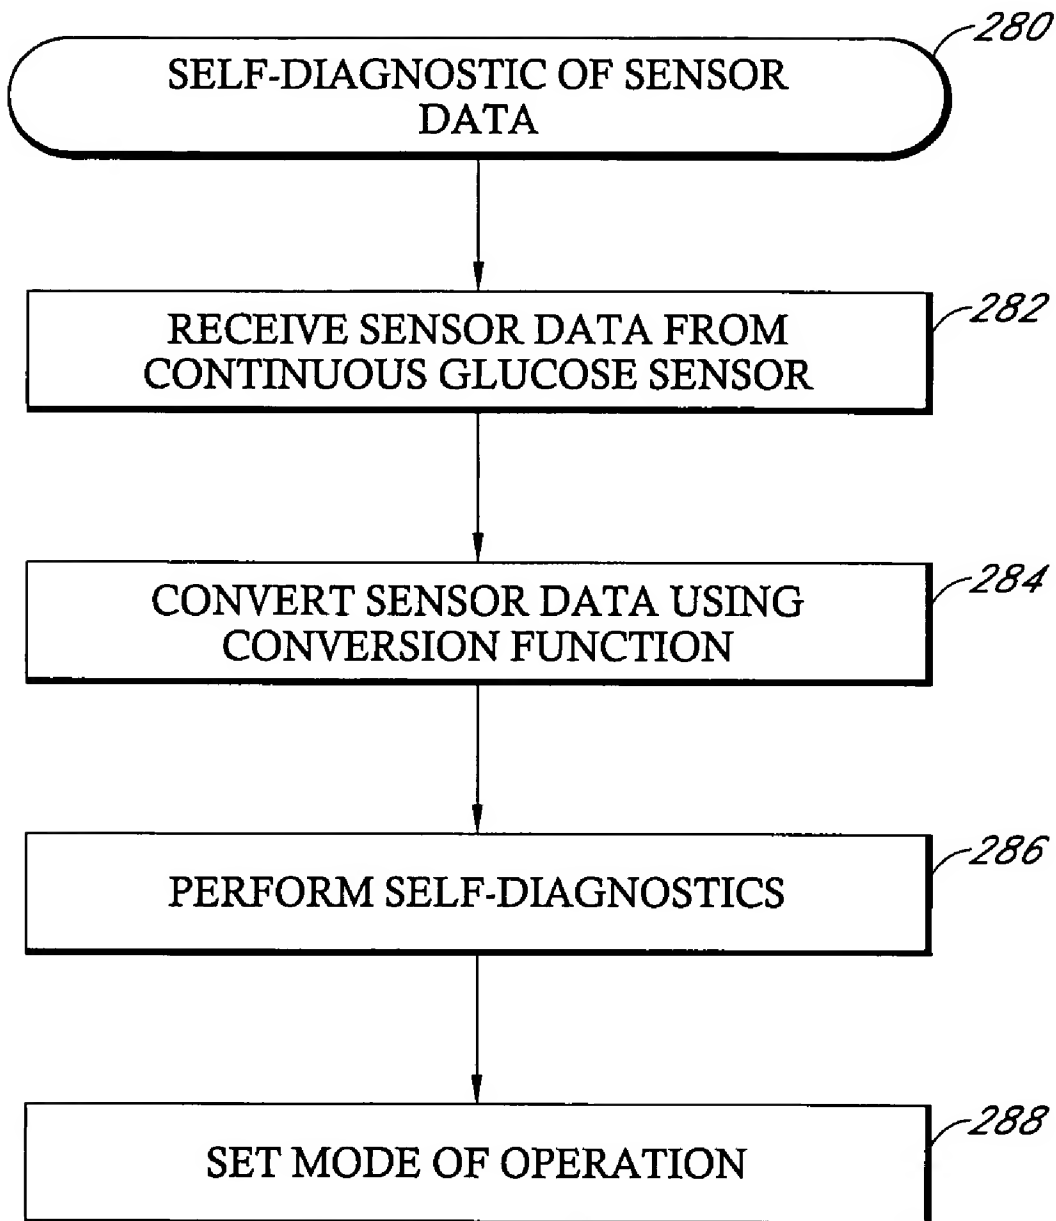 280
SELF-DIAGNOSTIC OF SENSOR
DATA
282
RECEIVE SENSOR DATA FROM
CONTINUOUS GLUCOSE SENSOR
284
CONVERT SENSOR DATA USING
CONVERSION FUNCTION
286
PERFORM SELF-DIAGNOSTICS
288
SET MODE OF OPERATION